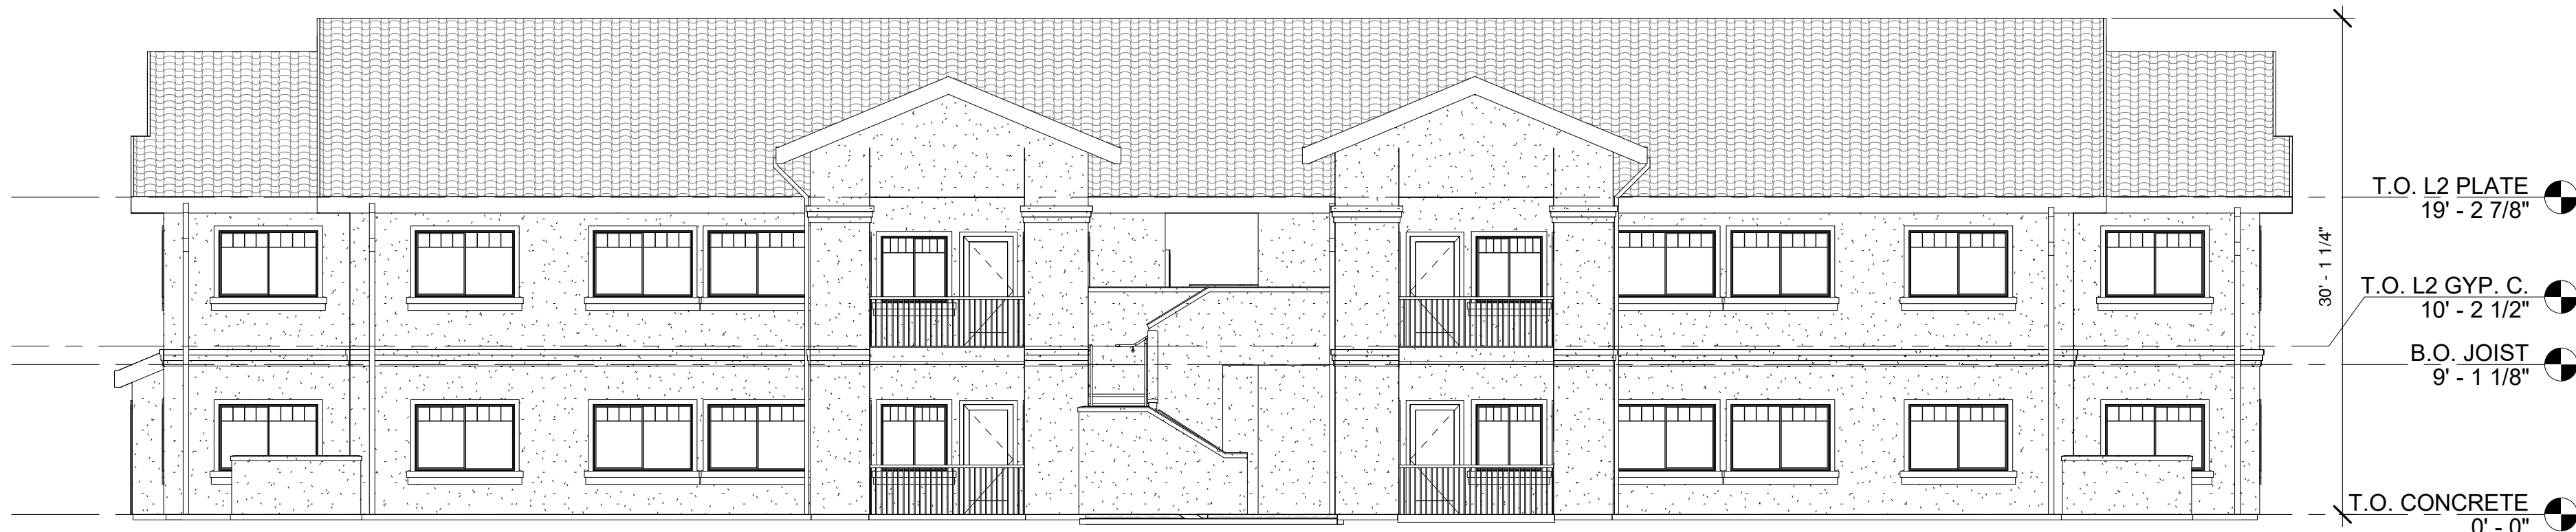 T.O. L2 PLATE
19' - 2 7/8"
30' - 1 1/4"
T.O. L2 GYP. C.
10' - 2 1/2"
B.O. JOIST
9' - 1 1/8"
T.O. CONCRETE
0' - 0"